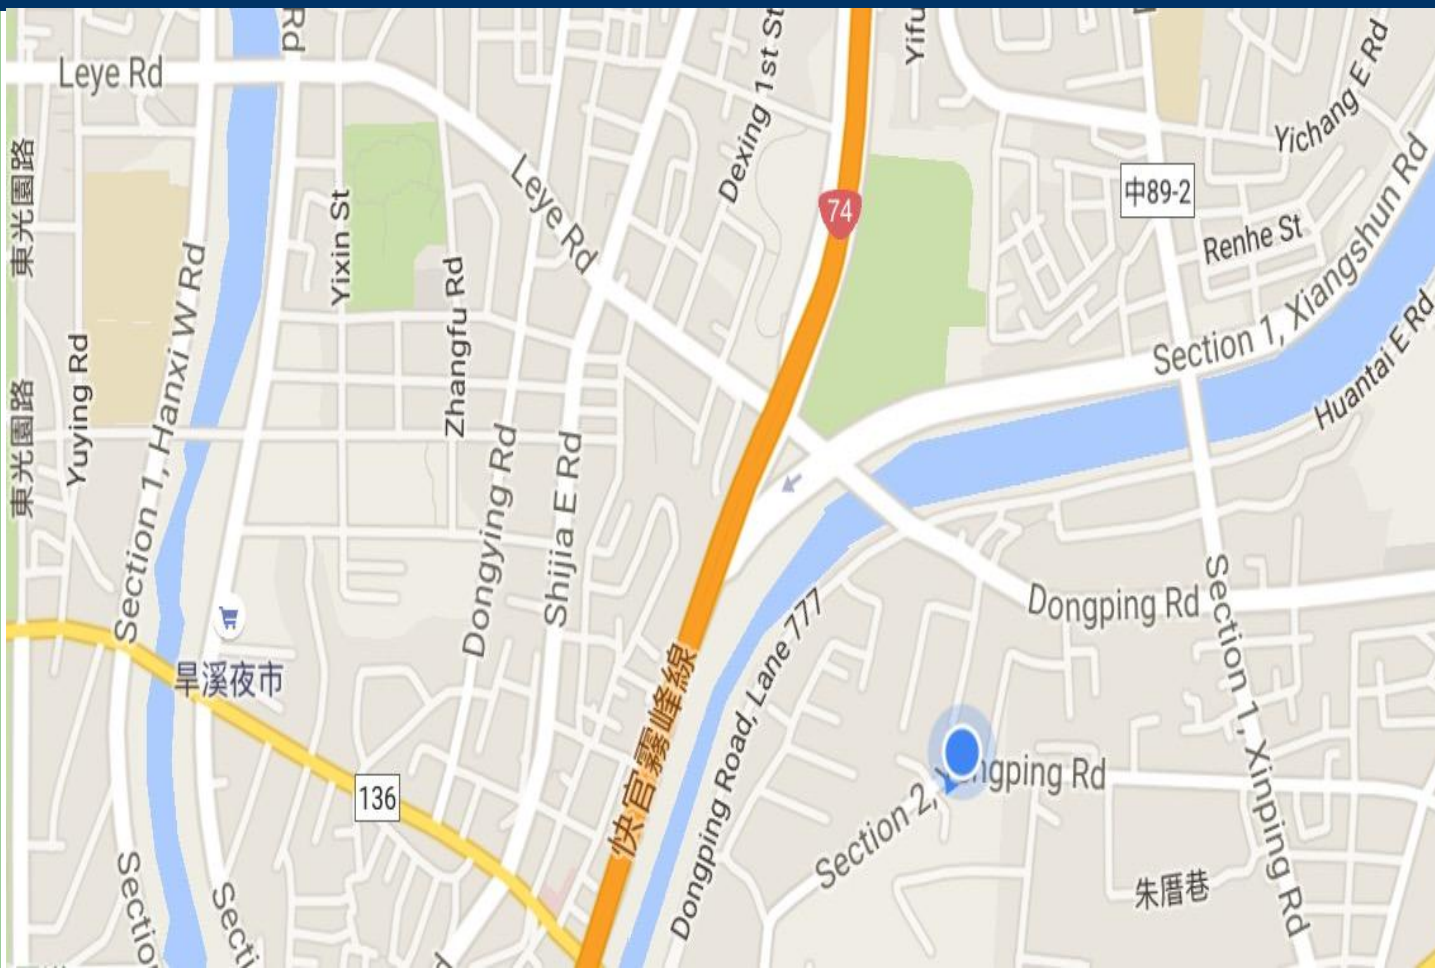 Leye Rd
Rd
Yifu
Dexing 1st St
Yichang E Rd
東光園路
Leye Rd
74
中89-2
Yixin St
Renhe St
Zhangfu Rd
Section 1, Hanxi W Rd
Section 1, Xiangshun Rd
Huantai E Rd
Yuying Rd
東光園路
Dongying Rd
Shijia E Rd
Dongping Rd
旱溪夜市
快官霧峰線
Dongping Road, Lane 777
Section 1, Xinping Rd
136
Section 2,
ngping Rd
朱厝巷
Sectio
Secti